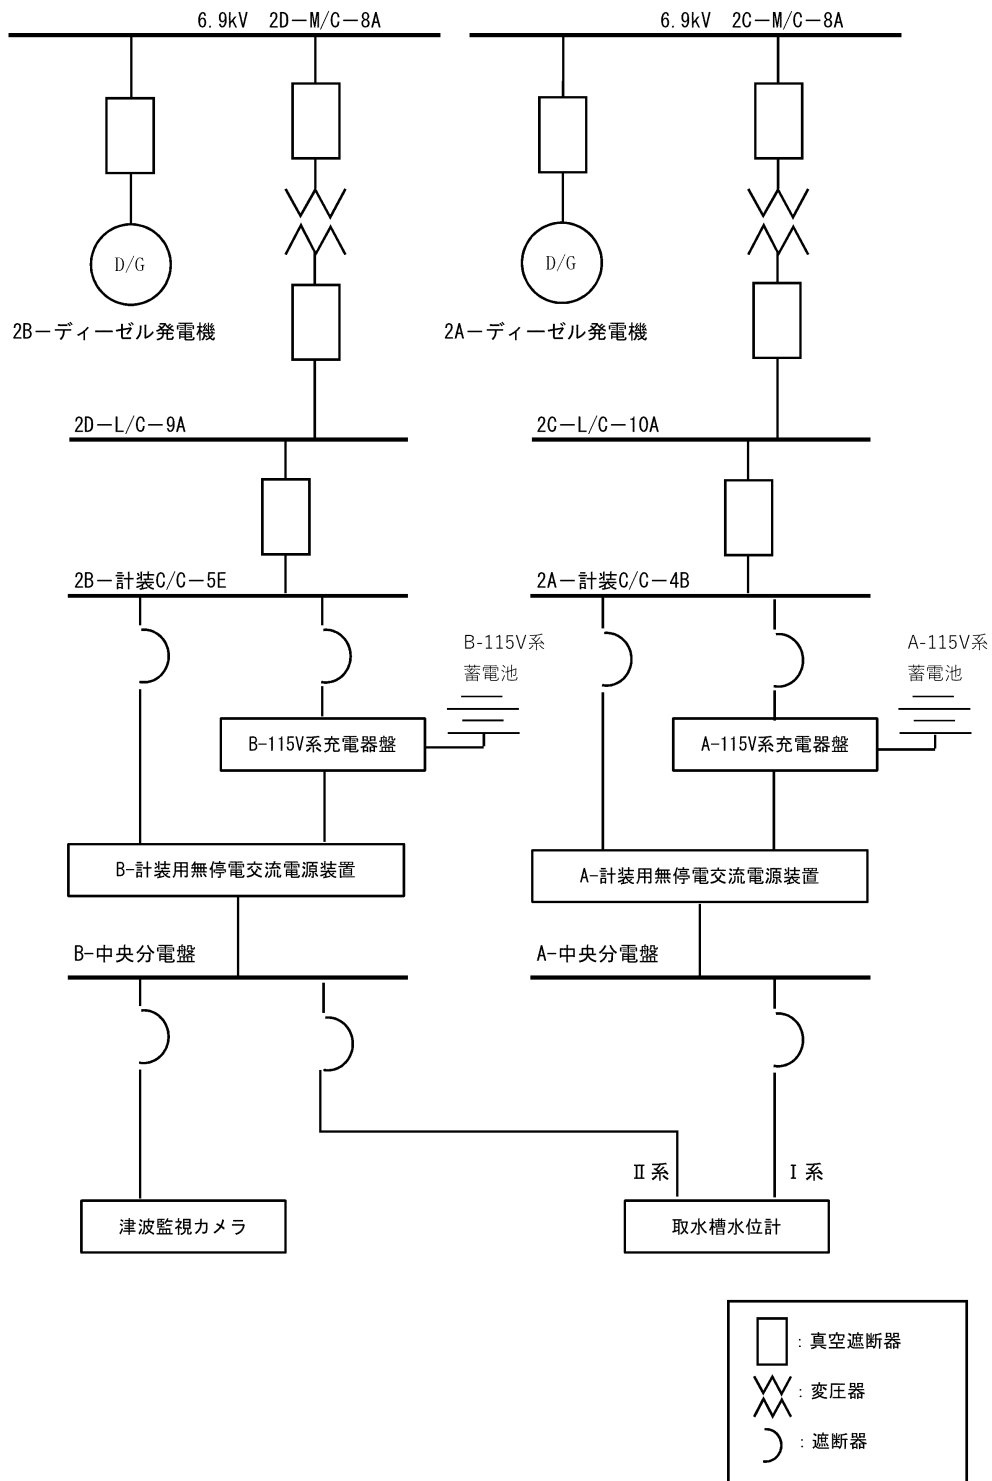 6.9kV 2D－M/C－8A
6.9kV 2C－M/C－8A
D/G
D/G
2B－ディーゼル発電機
2A－ディーゼル発電機
2D－L/C－9A
2C－L/C－10A
2B－計装C/C－5E
2A－計装C/C－4B
B-115V系
蓄電池
A-115V系
蓄電池
B-115V系充電器盤
A-115V系充電器盤
B-計装用無停電交流電源装置
A-計装用無停電交流電源装置
B-中央分電盤
A-中央分電盤
Ⅱ系
Ⅰ系
津波監視カメラ
取水槽水位計
：真空遮断器
：変圧器
：遮断器